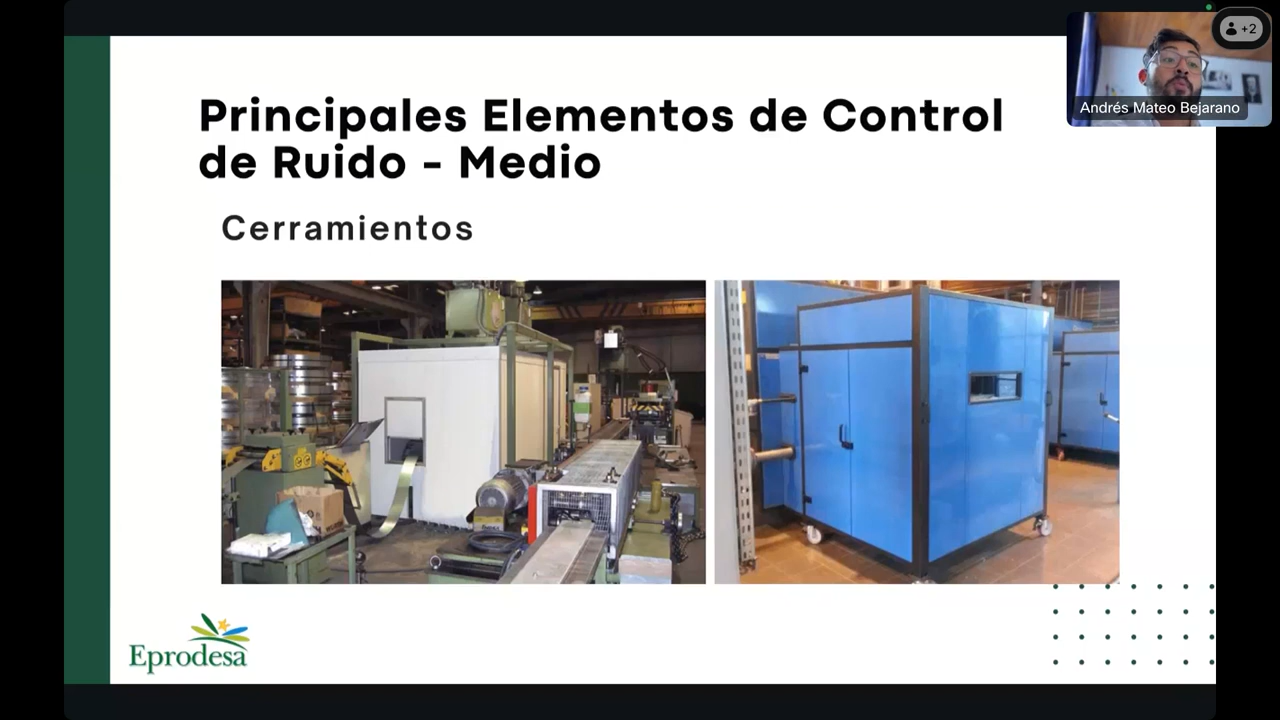 Principales Elementos de Control
de Ruido - Medio
Cerramientos
Eprodesa
+2
Andrés Mateo Bejarano